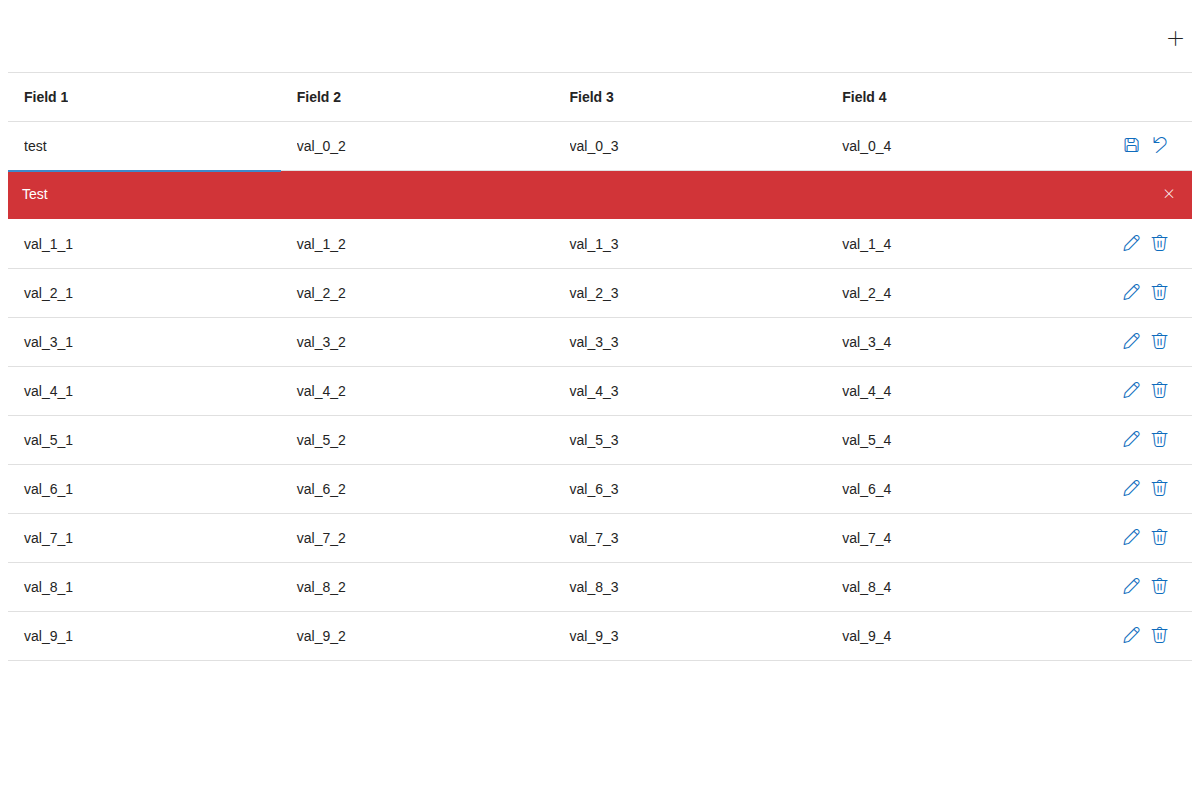 Field 1 Field 2 Field 3 Field 4
test val_0_2 val_0_3 val_0_4
Test
val_1_1 val_1_2 val_1_3 val_1_4
val_2_1 val_2_2 val_2_3 val_2_4
val_3_1 val_3_2 val_3_3 val_3_4
val_4_1 val_4_2 val_4_3 val_4_4
val_5_1 val_5_2 val_5_3 val_5_4
val_6_1 val_6_2 val_6_3 val_6_4
val_7_1 val_7_2 val_7_3 val_7_4
val_8_1 val_8_2 val_8_3 val_8_4
val_9_1 val_9_2 val_9_3 val_9_4